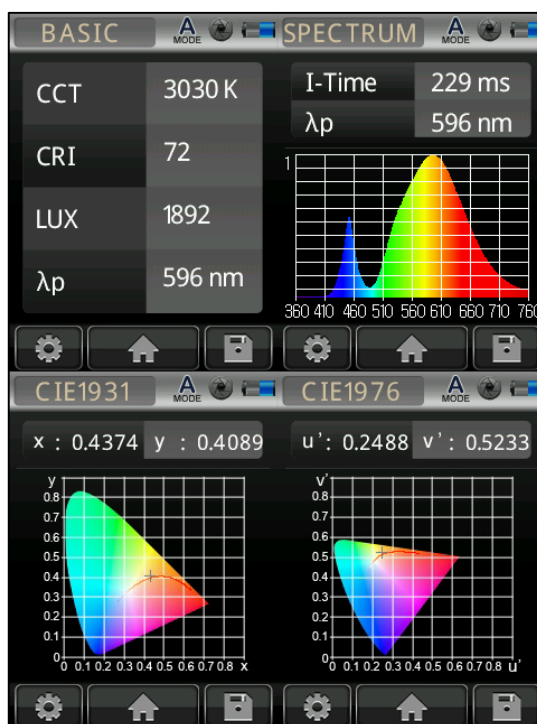 BASIC
A
MODE
CCT 3030 K
CRI 72
LUX 1892
λp 596 nm
SPECTRUM
A
MODE
I-Time 229 ms
λp 596 nm
1
360 410 460 510 560 610 660 710 760
CIE1931
A
MODE
x : 0.4374 y : 0.4089
y
0.8
0.7
0.6
0.5
0.4
0.3
0.2
0.1
0
0 0.1 0.2 0.3 0.4 0.5 0.6 0.7 0.8 x
CIE1976
A
MODE
u': 0.2488 v': 0.5233
v'
0.8
0.7
0.6
0.5
0.4
0.3
0.2
0.1
0
0 0.1 0.2 0.3 0.4 0.5 0.6 0.7 0.8 u'